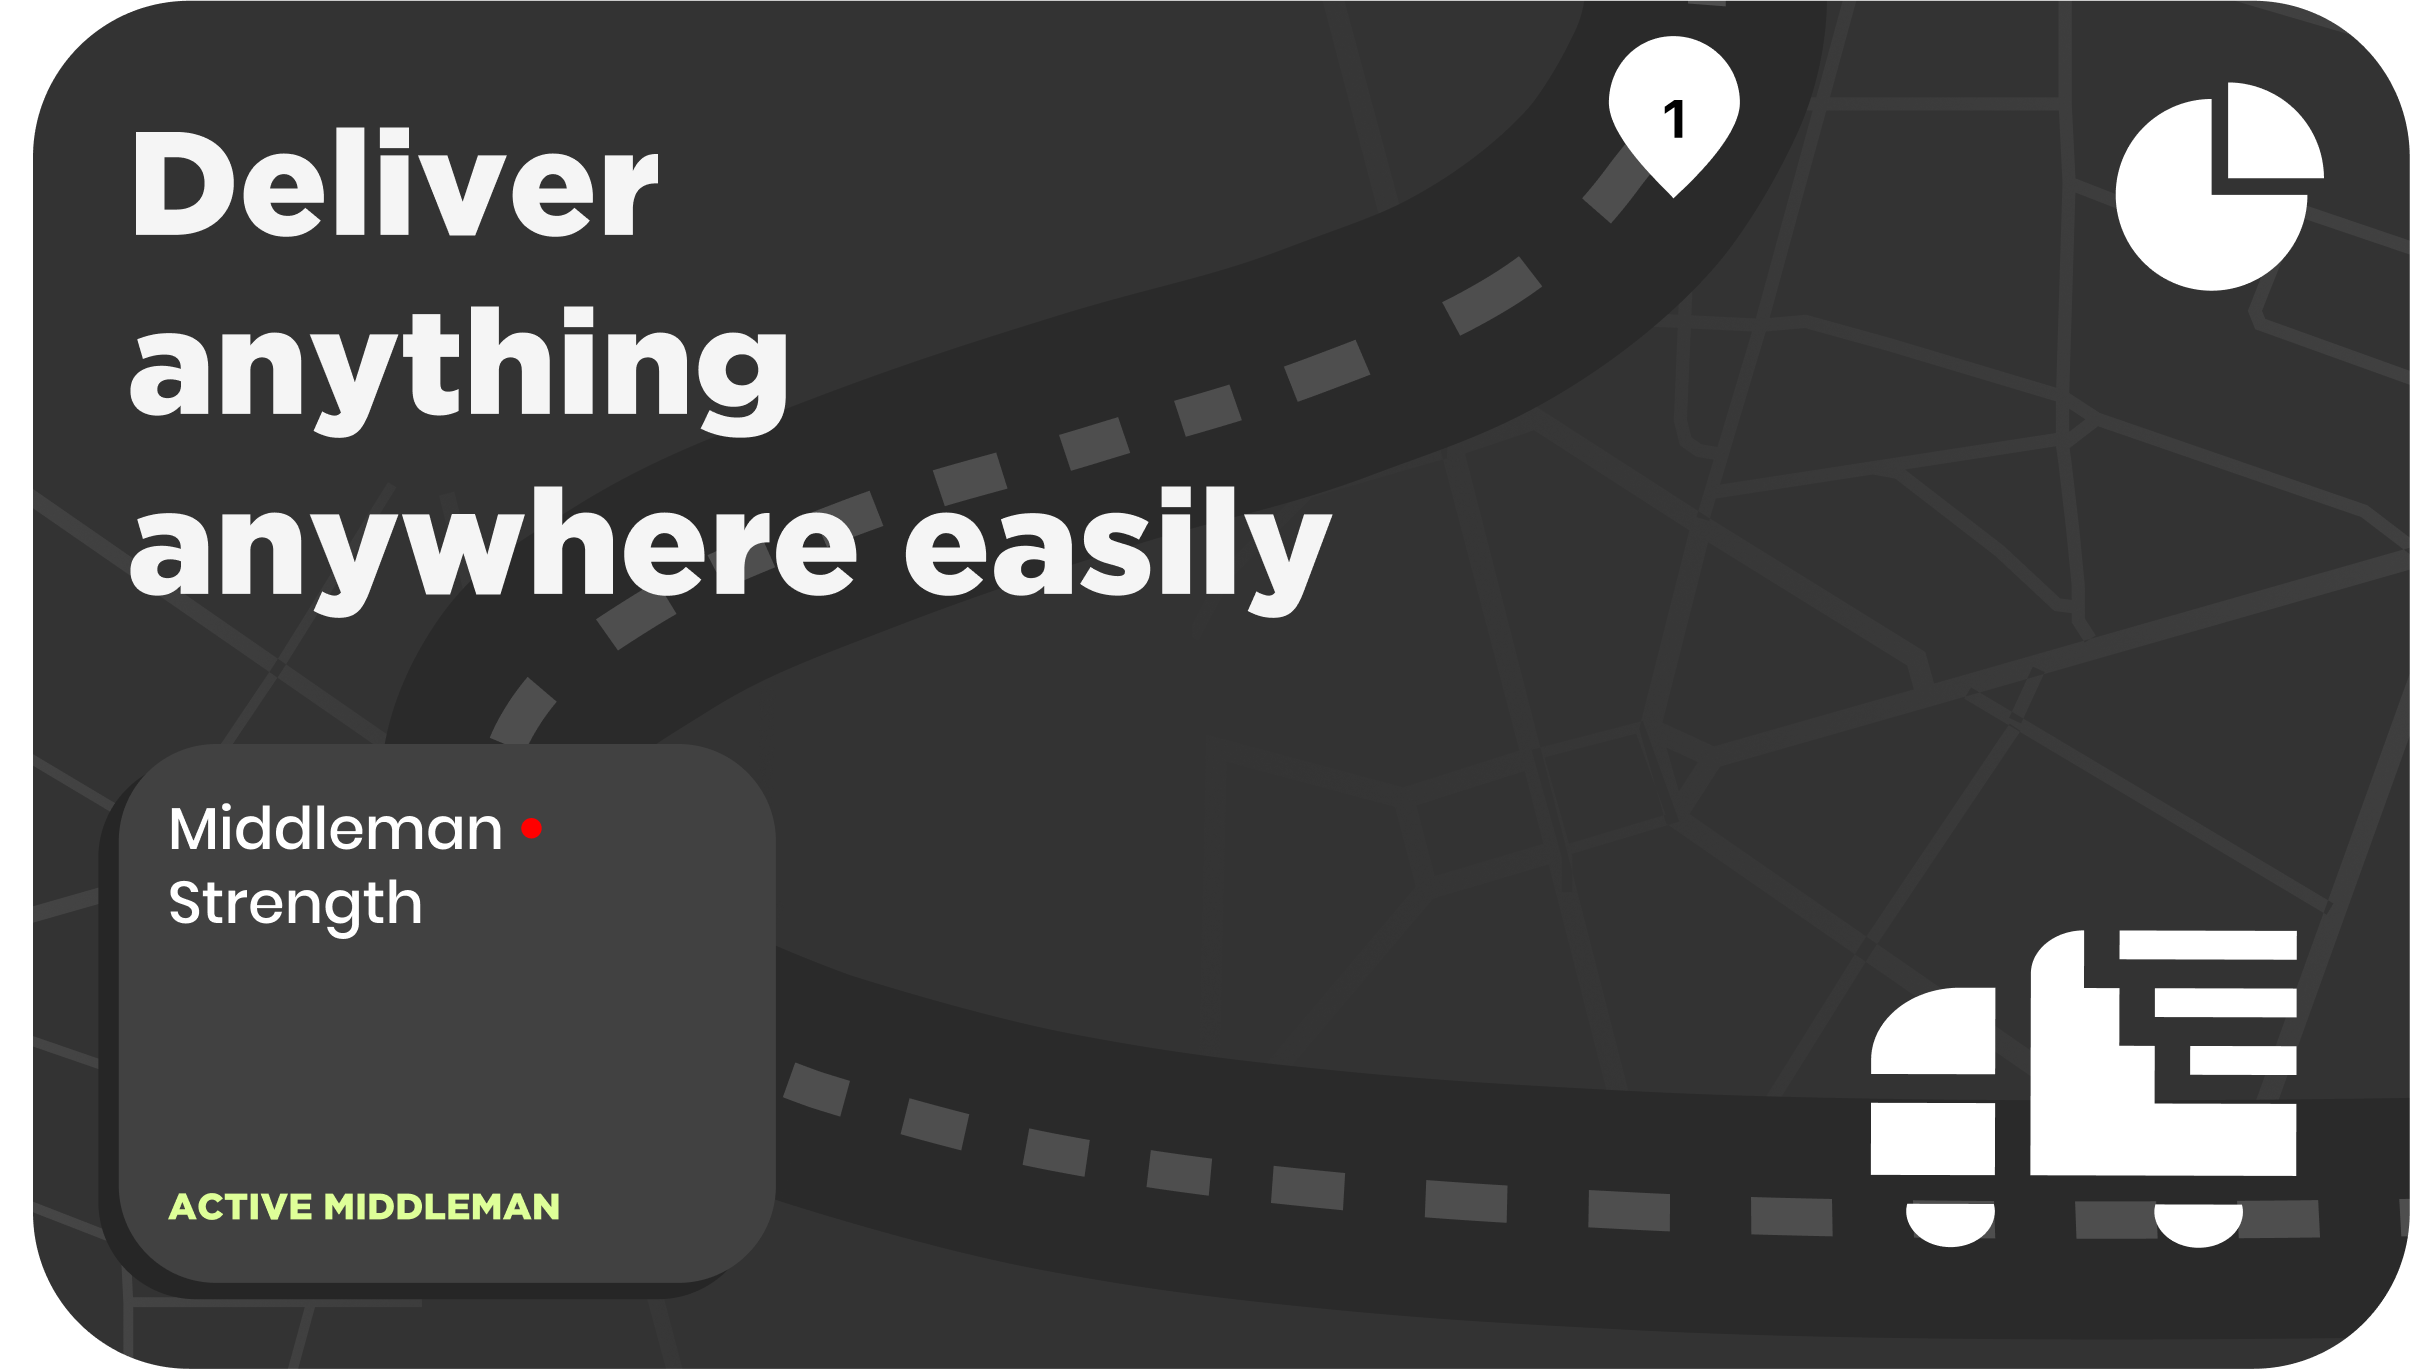 Deliver
anything
anywhere easily
1
Middleman
Strength
ACTIVE MIDDLEMAN